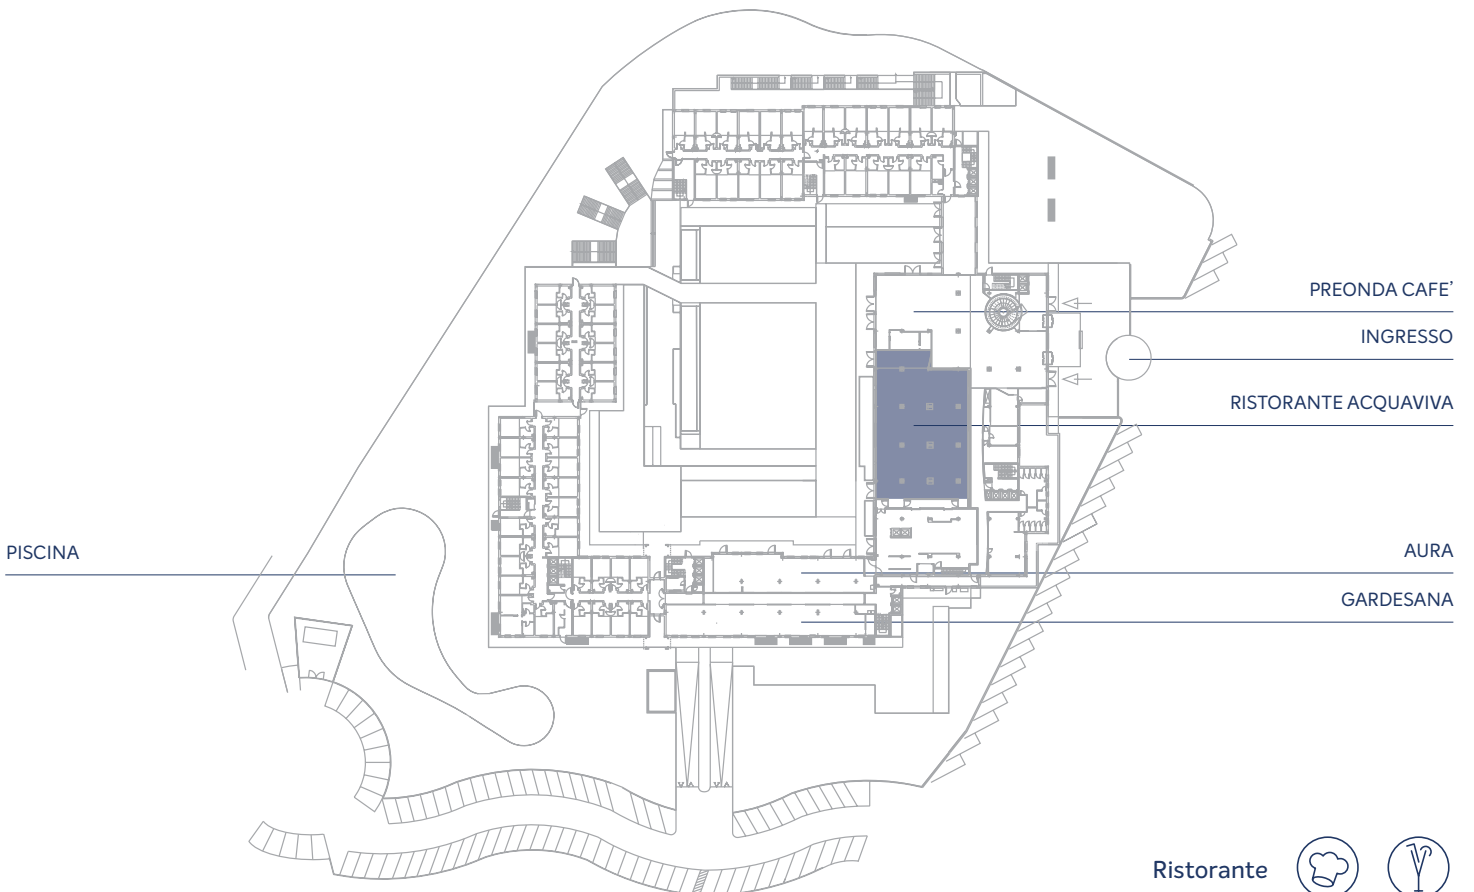 PREONDA CAFE'
INGRESSO
RISTORANTE ACQUAVIVA
PISCINA
AURA
GARDESANA
Ristorante